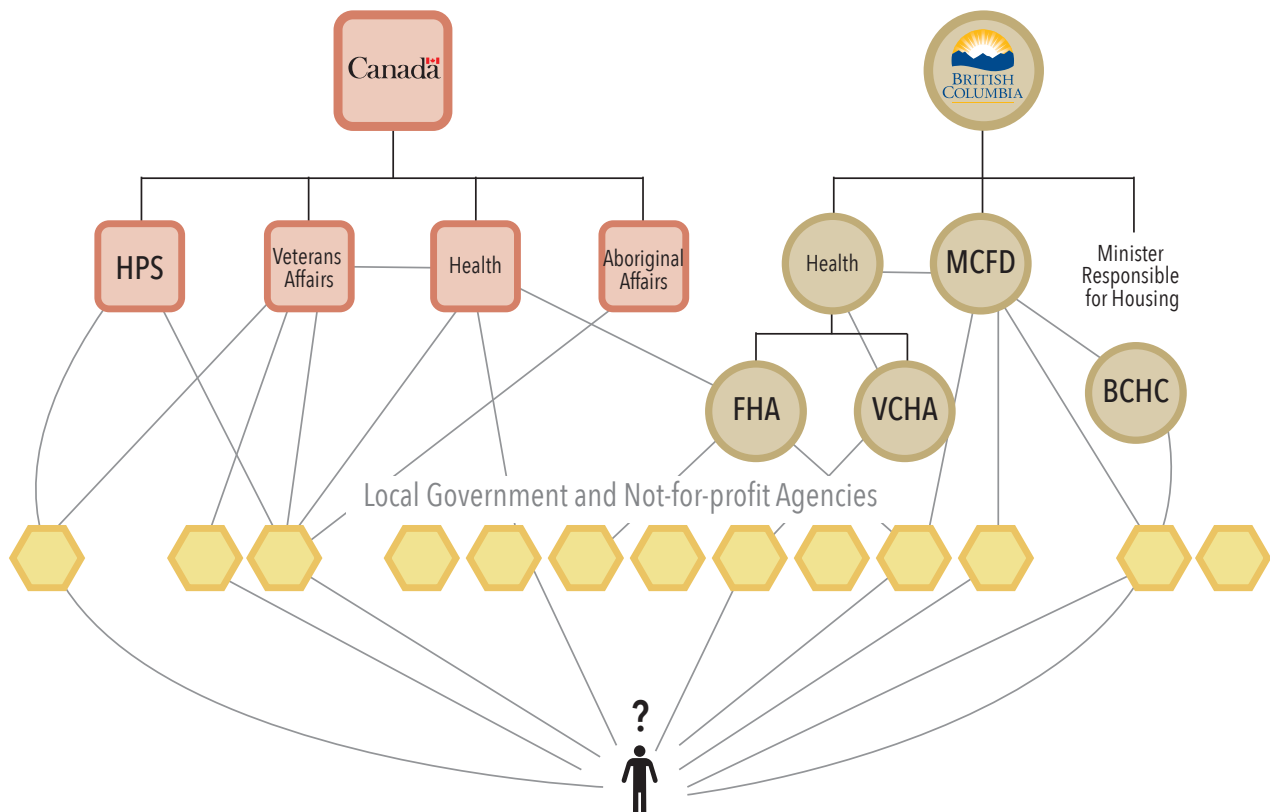 Canada
BRITISH
COLUMBIA
HPS
Veterans
Affairs
Health
Aboriginal
Affairs
Health
MCFD
Minister
Responsible
for Housing
FHA
VCHA
BCHC
Local Government and Not-for-profit Agencies
?